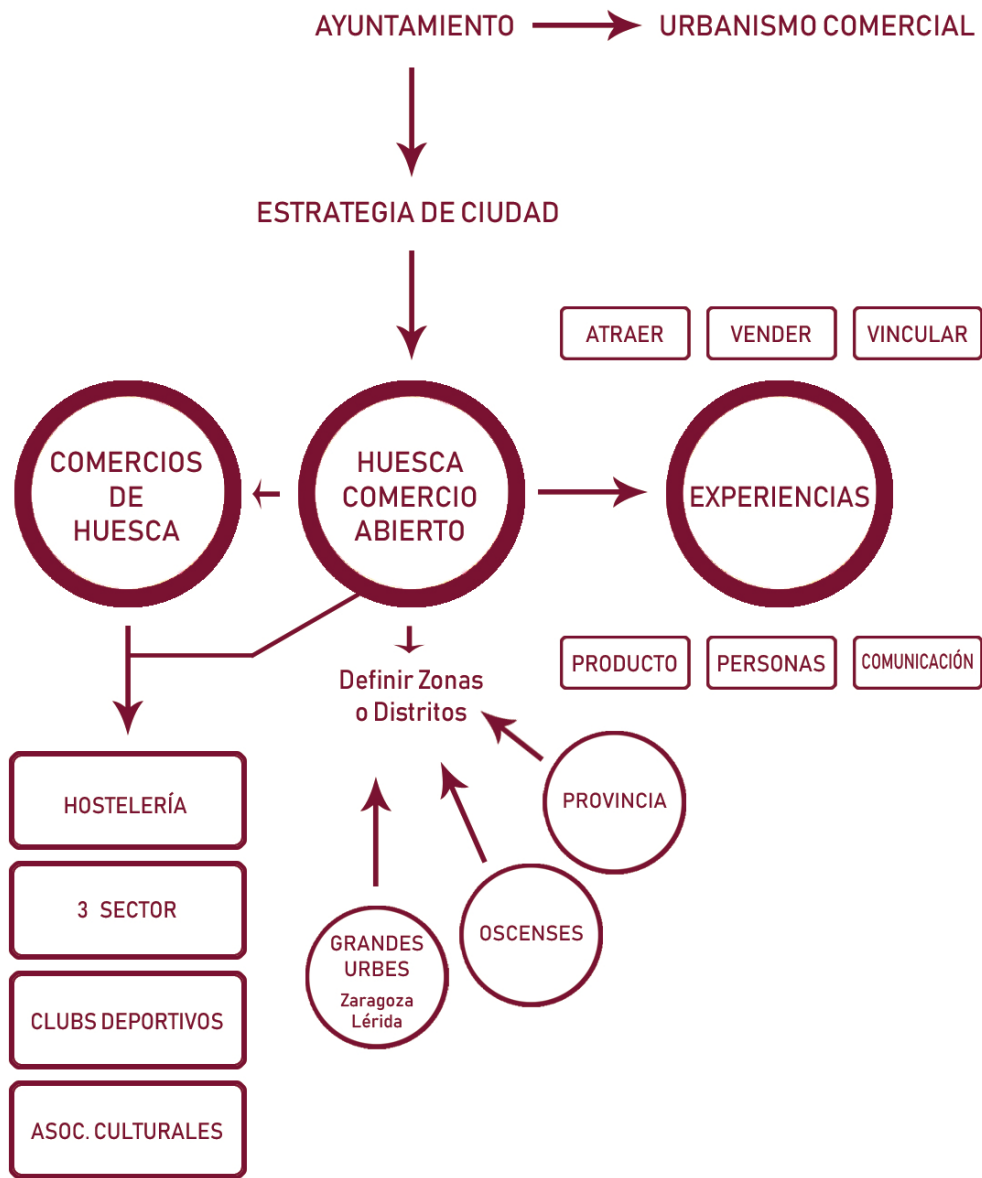 AYUNTAMIENTO
URBANISMO COMERCIAL
ESTRATEGIA DE CIUDAD
ATRAER
VENDER
VINCULAR
COMERCIOS
DE
HUESCA
HUESCA
COMERCIO
ABIERTO
EXPERIENCIAS
PRODUCTO
PERSONAS
COMUNICACIÓN
Definir Zonas
o Distritos
HOSTELERÍA
3 SECTOR
CLUBS DEPORTIVOS
ASOC. CULTURALES
PROVINCIA
OSCENSES
GRANDES
URBES
Zaragoza
Lérida